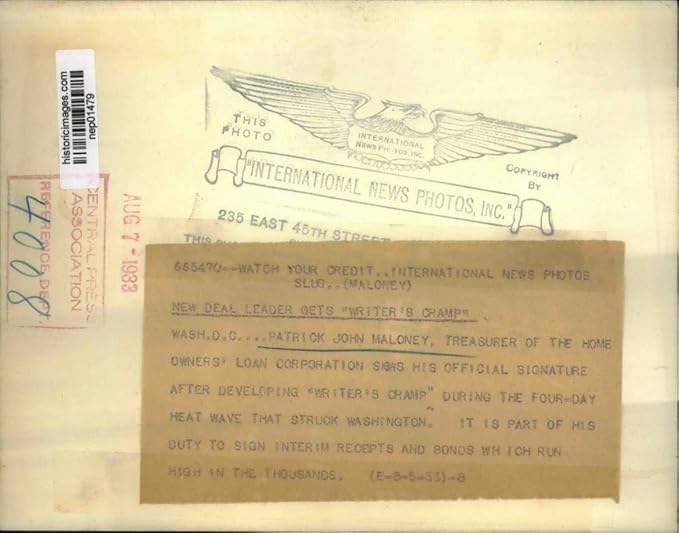 historicimages.com
nep01479
THIS
PHOTO
INTERNATIONAL
NEWS PHOTOS, INC.
COPYRIGHT
BY
"INTERNATIONAL NEWS PHOTOS, INC."
235 EAST 45TH STREET
CENTRAL PRESS
ASSOCIATION
REFERENCE DEPT.
AUG 7 - 1933
665470--WATCH YOUR CREDIT..INTERNATIONAL NEWS PHOTOS
SLUG..(MALONEY)
NEW DEAL LEADER GETS "WRITER'S CRAMP"
WASH.D.C....PATRICK JOHN MALONEY, TREASURER OF THE HOME
OWNERS' LOAN CORPORATION SIGNS HIS OFFICIAL SIGNATURE
AFTER DEVELOPING "WRITER'S CRAMP" DURING THE FOUR-DAY
HEAT WAVE THAT STRUCK WASHINGTON. IT IS PART OF HIS
DUTY TO SIGN INTERIM RECEIPTS AND BONDS WHICH RUN
HIGH IN THE THOUSANDS. (E-8-5-33)-8